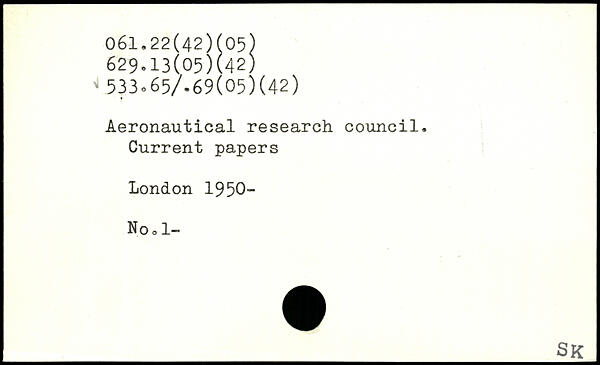 061.22(42)(05)
629.13(05)(42)
533.65/.69(05)(42)
Aeronautical research council.
Current papers
London 1950-
No.1-
SK